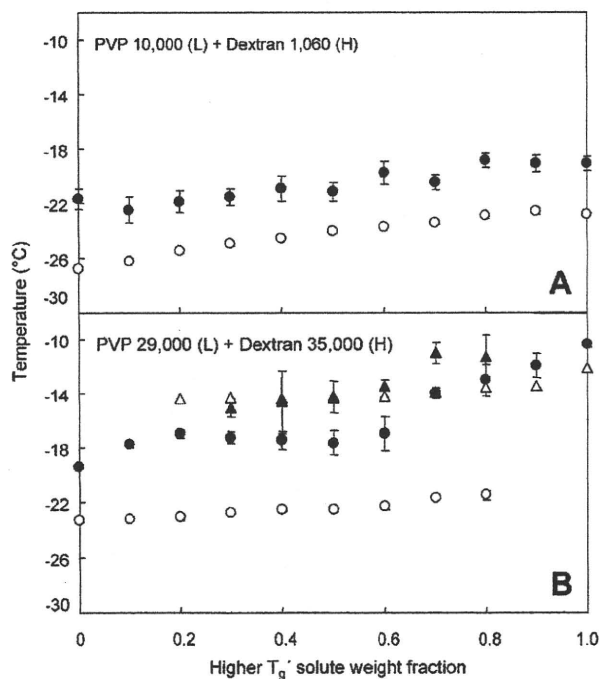 PVP 10,000 (L) + Dextran 1,060 (H)
-10
-14
-18
-22
-26
-30
A
Temperature (°C)
PVP 29,000 (L) + Dextran 35,000 (H)
-10
-14
-18
-22
-26
-30
B
0 0.2 0.4 0.6 0.8 1.0
Higher Tg´ solute weight fraction